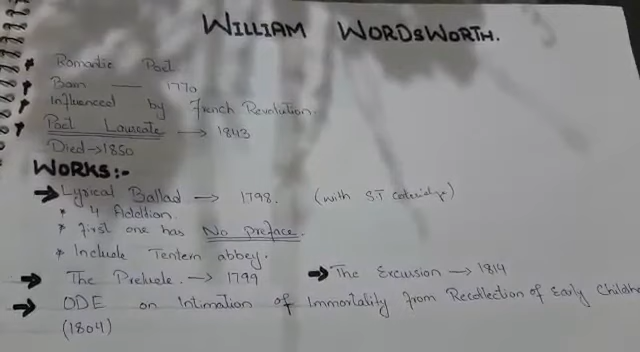 WILLIAM WORDSWORTH.
Romantic Poet.
Born — 1770
Influenced by French Revolution.
Poet Laureate → 1843
Died → 1850
WORKS:-
→ Lyrical Ballad → 1798. (with S.T Coleridge)
* 4 Addition.
* first one has No preface.
* Include Tentern abbey.
→ The Prelude. → 1799 → The Excursion → 1814
→ ODE on Intimation of Immortality from Recollection of Early Childho
(1804)